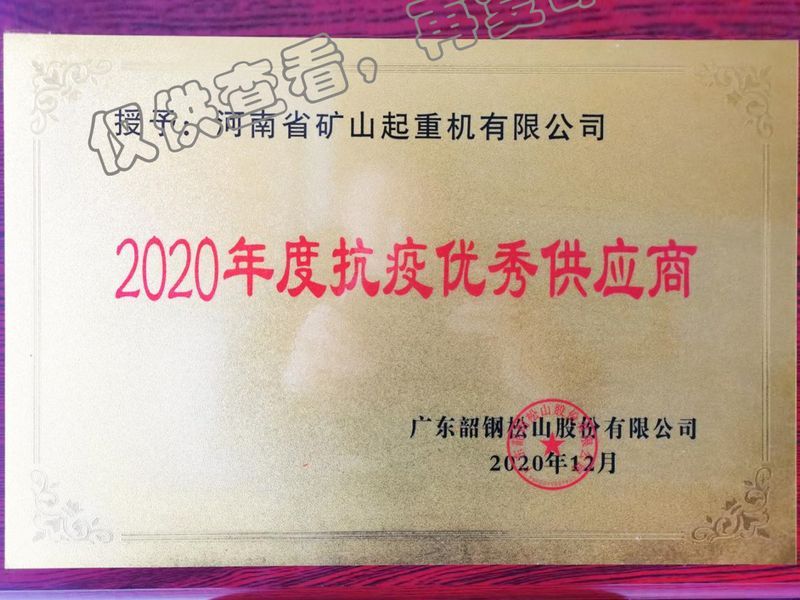 仅供查看，再复
授予：河南省矿山起重机有限公司
2020年度抗疫优秀供应商
广东韶钢松山股份有限公司
2020年12月